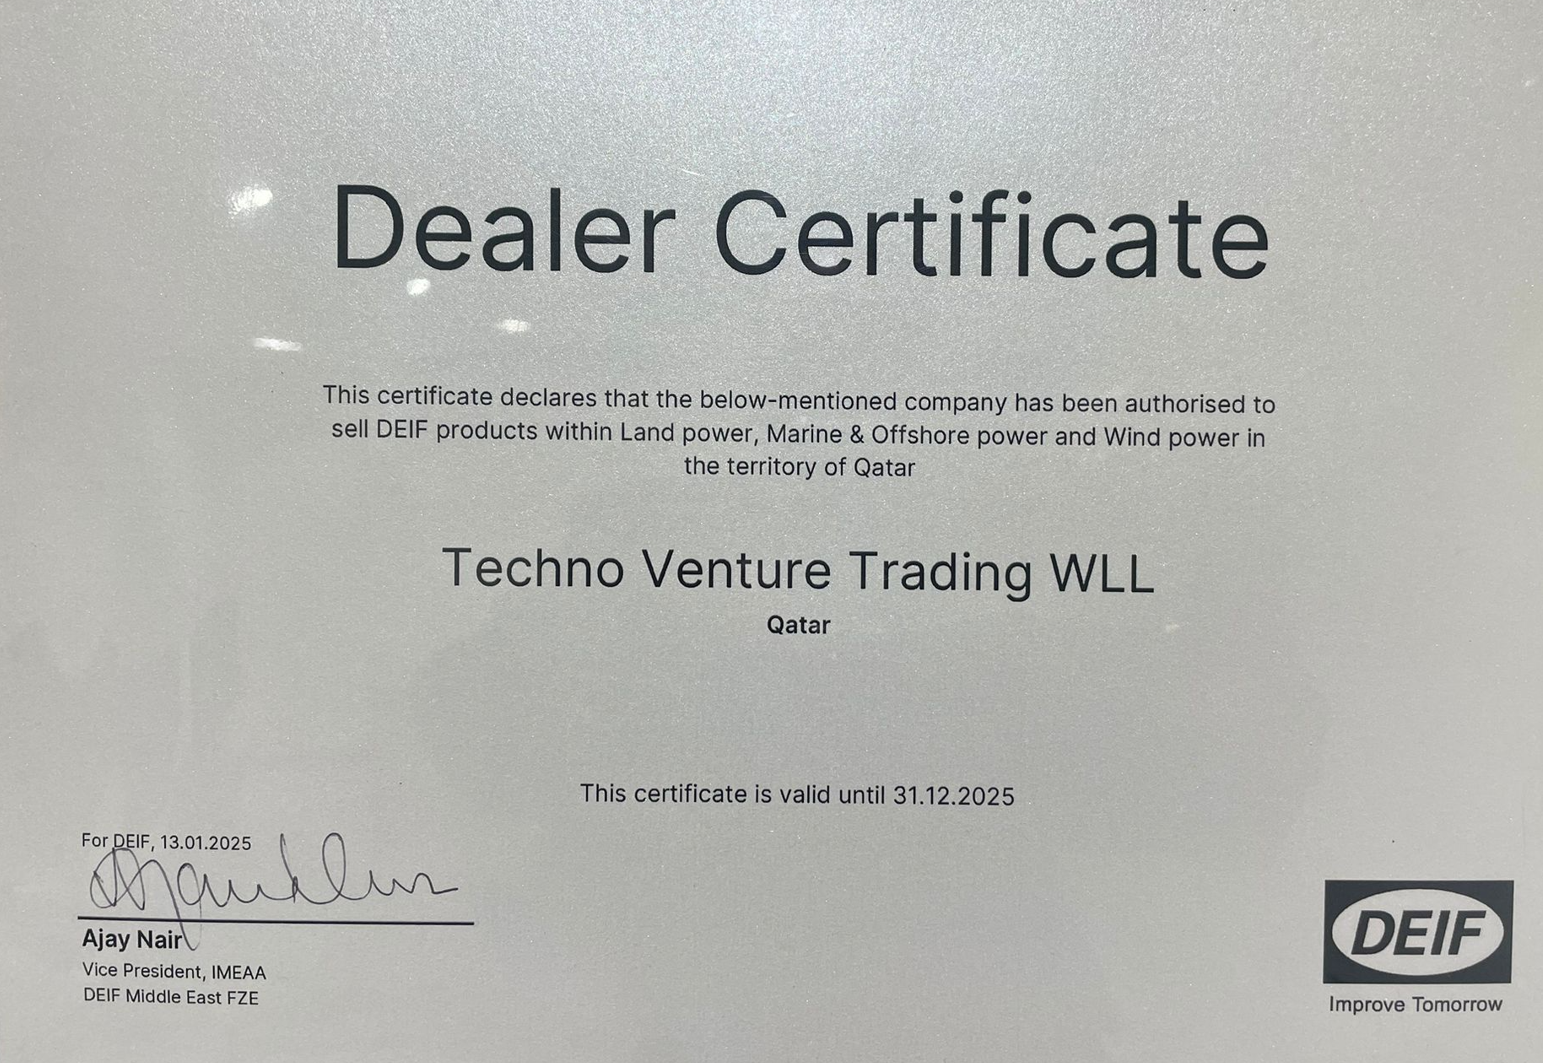 Dealer Certificate
This certificate declares that the below-mentioned company has been authorised to
sell DEIF products within Land power, Marine & Offshore power and Wind power in
the territory of Qatar
Techno Venture Trading WLL
Qatar
This certificate is valid until 31.12.2025
For DEIF, 13.01.2025
Ajay Nair
Vice President, IMEAA
DEIF Middle East FZE
DEIF
Improve Tomorrow